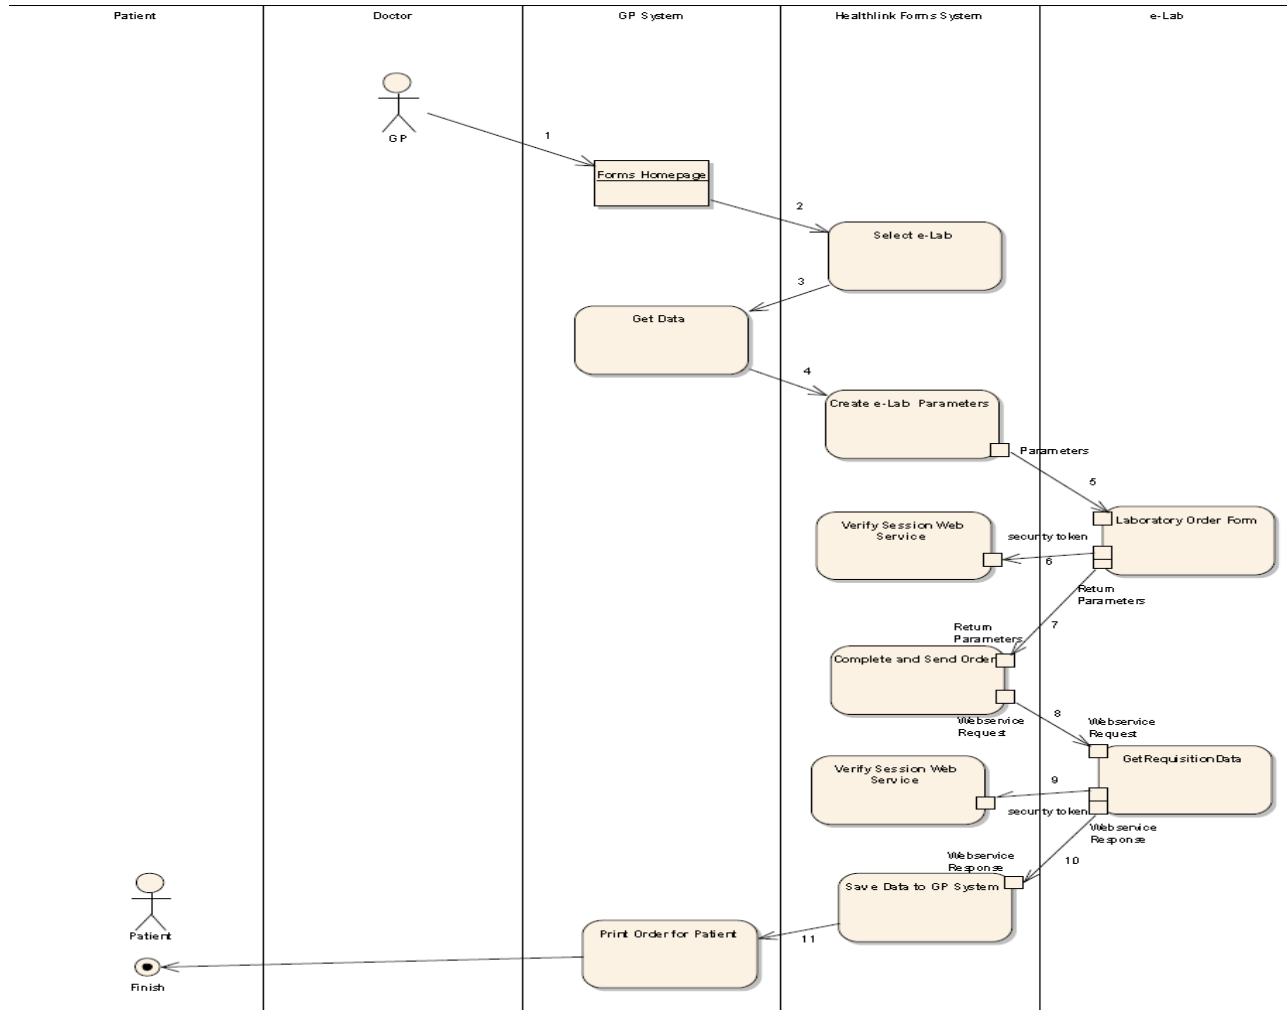 Patient
Doctor
GP System
Healthlink Forms System
e-Lab
GP
1
Forms Homepage
2
Select e-Lab
3
Get Data
4
Create e-Lab Parameters
Parameters
5
Laboratory Order Form
Verify Session Web
Service
security token
6
Return
Parameters
7
Return
Parameters
Complete and Send Order
Webservice
Request
8
Webservice
Request
GetRequisitionData
Verify Session Web
Service
9
security token
Webservice
Response
10
Webservice
Response
Save Data to GP System
11
Print Order for Patient
Patient
Finish